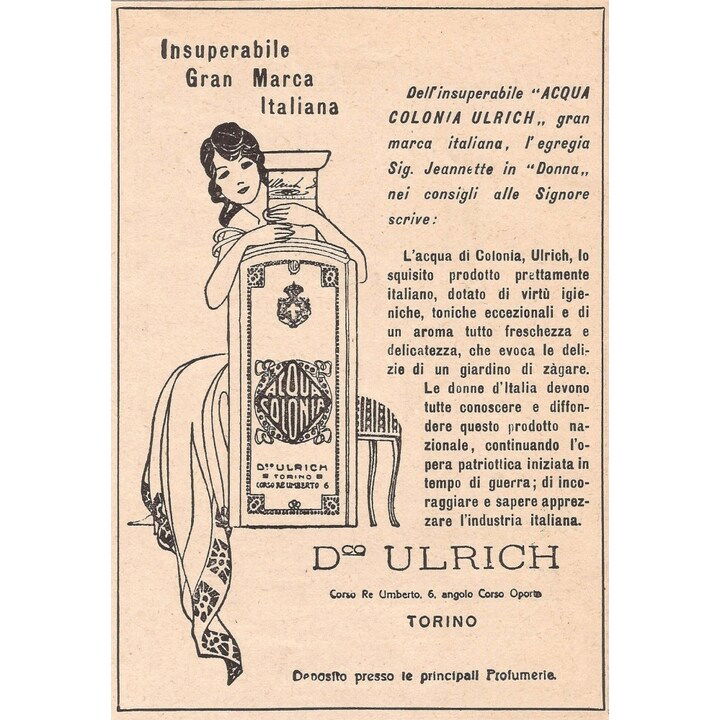 Insuperabile
Gran Marca
Italiana
Dell'insuperabile "ACQUA
COLONIA ULRICH„ gran
marca italiana, l'egregia
Sig. Jeannette in "Donna„
nei consigli alle Signore
scrive:
L'acqua di Colonia, Ulrich, lo
squisito prodotto prettamente
italiano, dotato di virtù igie-
niche, toniche eccezionali e di
un aroma tutto freschezza e
delicatezza, che evoca le deli-
zie di un giardino di zàgare.
Le donne d'Italia devono
tutte conoscere e diffon-
dere questo prodotto na-
zionale, continuando l'o-
pera patriottica iniziata in
tempo di guerra; di inco-
raggiare e sapere apprez-
zare l'industria italiana.
Ulrich
ACQUA
COLONIA
Dco ULRICH
TORINO
CORSO RE UMBERTO 6
Dco ULRICH
Corso Re Umberto, 6, angolo Corso Oporto
TORINO
Deposito presso le principali Profumerie.